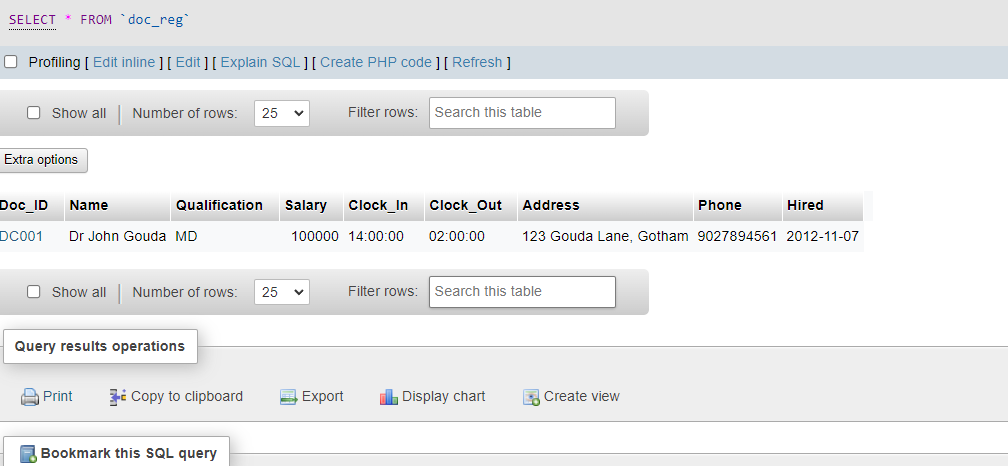 SELECT * FROM `doc_reg`
Profiling [ Edit inline ] [ Edit ] [ Explain SQL ] [ Create PHP code ] [ Refresh ]
Show all | Number of rows: 25 Filter rows: Search this table
Extra options
Doc_ID Name Qualification Salary Clock_In Clock_Out Address Phone Hired
DC001 Dr John Gouda MD 100000 14:00:00 02:00:00 123 Gouda Lane, Gotham 9027894561 2012-11-07
Show all | Number of rows: 25 Filter rows: Search this table
Query results operations
Print Copy to clipboard Export Display chart Create view
Bookmark this SQL query